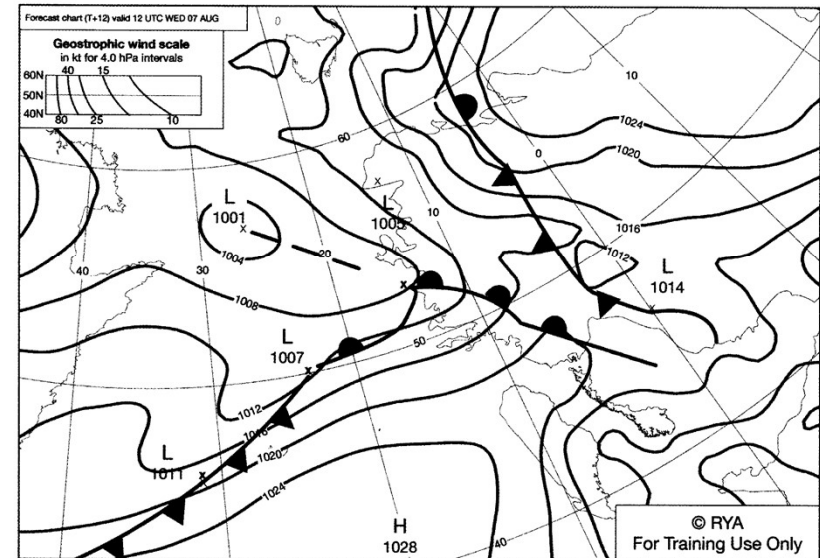 Forecast chart (T+12) valid 12 UTC WED 07 AUG
Geostrophic wind scale
in kt for 4.0 hPa intervals
40 15
60N
50N
40N
80 25 10
10
1024
60
0
1020
L
1001
L
1005
10
1016
1004
20
1012
40
30
L
1014
1008
L
1007
50
1012
1016
L
1011
1020
1024
H
1028
40
© RYA
For Training Use Only